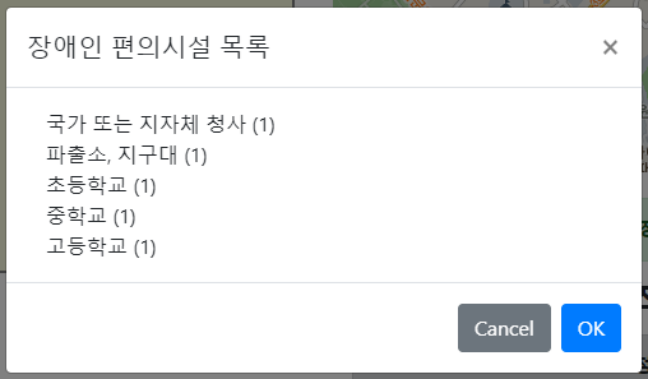 장애인 편의시설 목록
×
국가 또는 지자체 청사 (1)
파출소, 지구대 (1)
초등학교 (1)
중학교 (1)
고등학교 (1)
Cancel OK